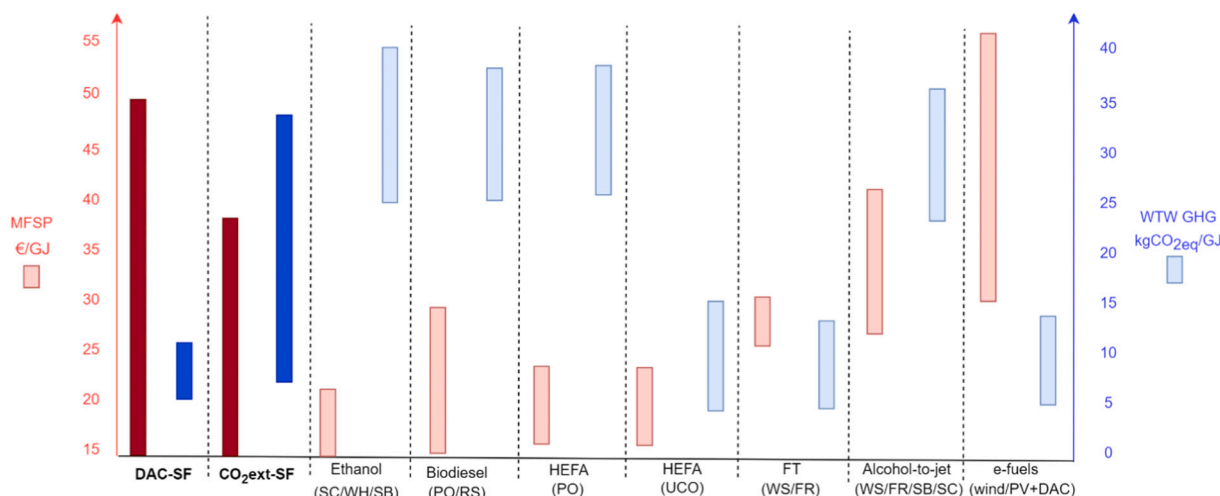 55
50
45
40
35
30
25
20
15
MFSP
€/GJ
40
35
30
25
20
15
10
5
0
WTW GHG
kgCO2eq/GJ
DAC-SF
CO2ext-SF
Ethanol
(SC/WH/SB)
Biodiesel
(PO/RS)
HEFA
(PO)
HEFA
(UCO)
FT
(WS/FR)
Alcohol-to-jet
(WS/FR/SB/SC)
e-fuels
(wind/PV+DAC)